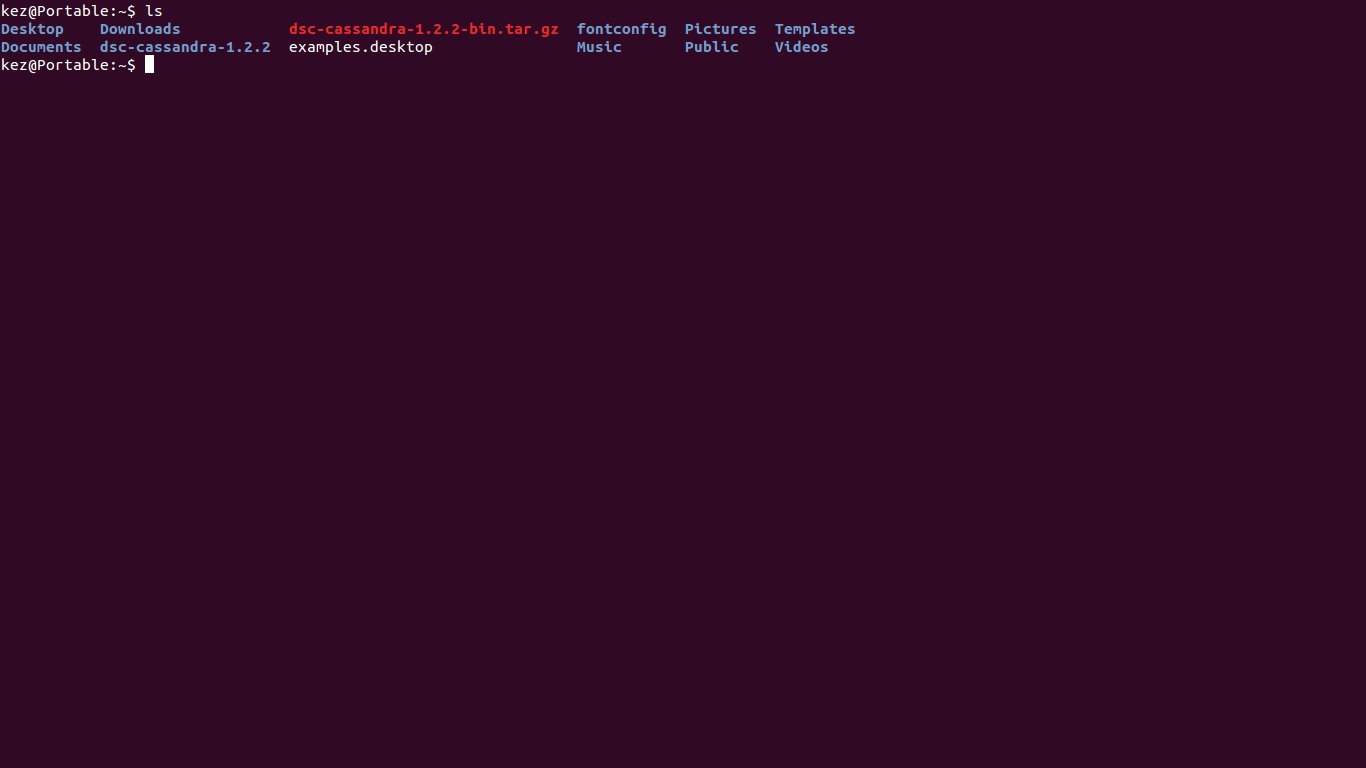 kez@Portable:~$ ls
Desktop    Downloads            dsc-cassandra-1.2.2-bin.tar.gz  fontconfig  Pictures  Templates
Documents  dsc-cassandra-1.2.2  examples.desktop                Music       Public    Videos
kez@Portable:~$